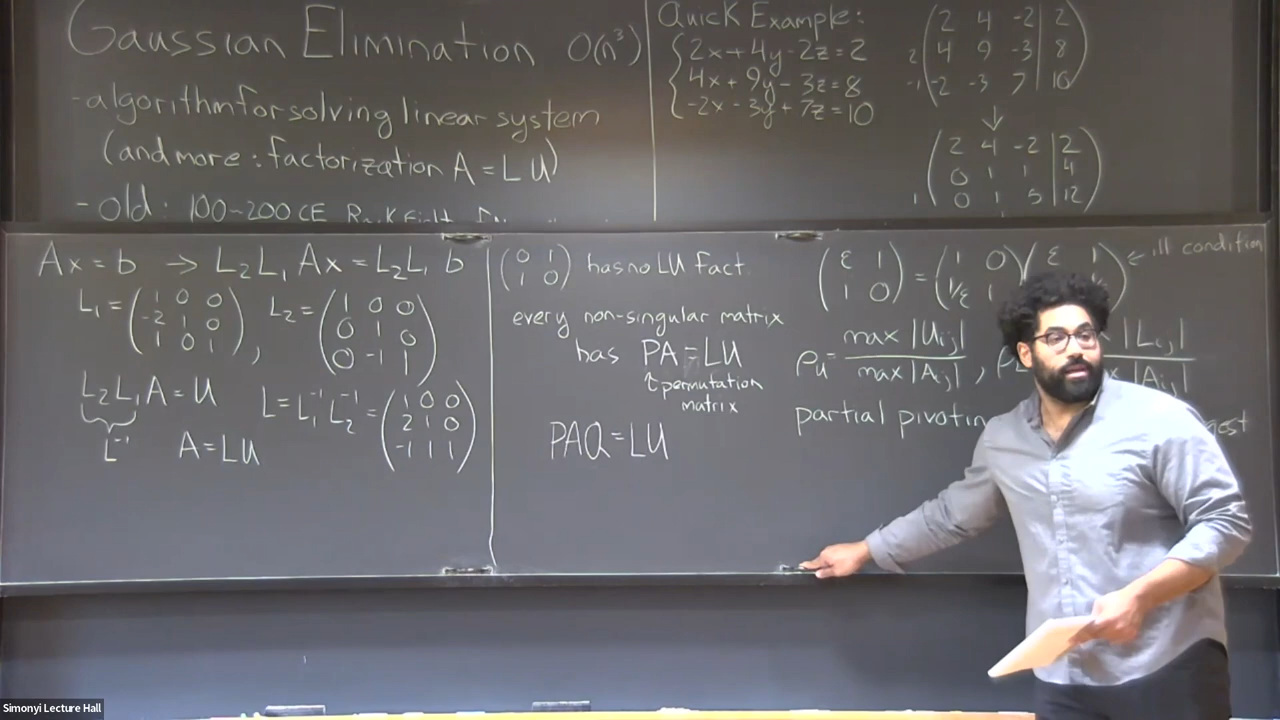 Gaussian Elimination O(n³)
-algorithm for solving linear system
(and more: factorization A = LU)
-old: 100-200 CE
Quick Example:
2x+4y-2z=2
4x+9y-3z=8
-2x-3y+7z=10
2 4 -2 | 2
2 4 9 -3 | 8
-1 -2 -3 7 | 10
↓
2 4 -2 | 2
0 1 1 | 4
1 0 1 5 | 12
Ax=b → L₂L₁Ax=L₂L₁b
L₁= (1 0 0
-2 1 0
1 0 1),
L₂= (1 0 0
0 1 0
0 -1 1)
L₂L₁A=U
L⁻¹
L=L₁⁻¹L₂⁻¹= (1 0 0
2 1 0
-1 1 1)
A=LU
(0 1
1 0) has no LU fact.
every non-singular matrix
has PA=LU
↑permutation
matrix
PAQ=LU
(ε 1
1 0) = (1 0
1/ε 1) (ε 1
← ill condition
ρᵤ= max |Uᵢ,ⱼ| / max |Aᵢ,ⱼ| ,
|Lᵢ,ⱼ| / |Aᵢ,ⱼ|
partial pivoting
Simonyi Lecture Hall